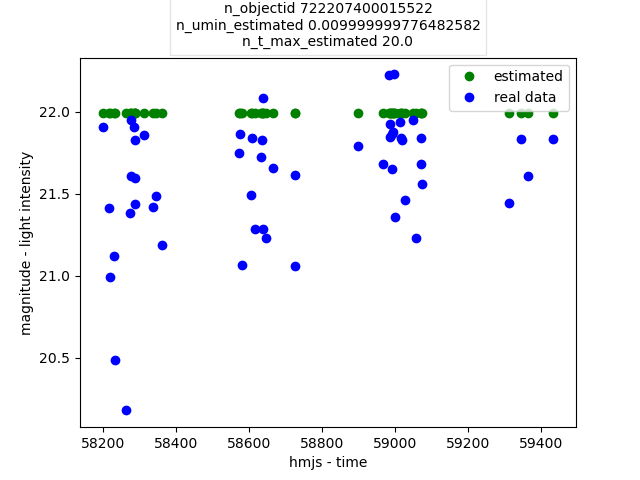 n_objectid 722207400015522
n_umin_estimated 0.009999999776482582
n_t_max_estimated 20.0
estimated
real data
22.0
21.5
21.0
20.5
magnitude - light intensity
58200 58400 58600 58800 59000 59200 59400
hmjs - time